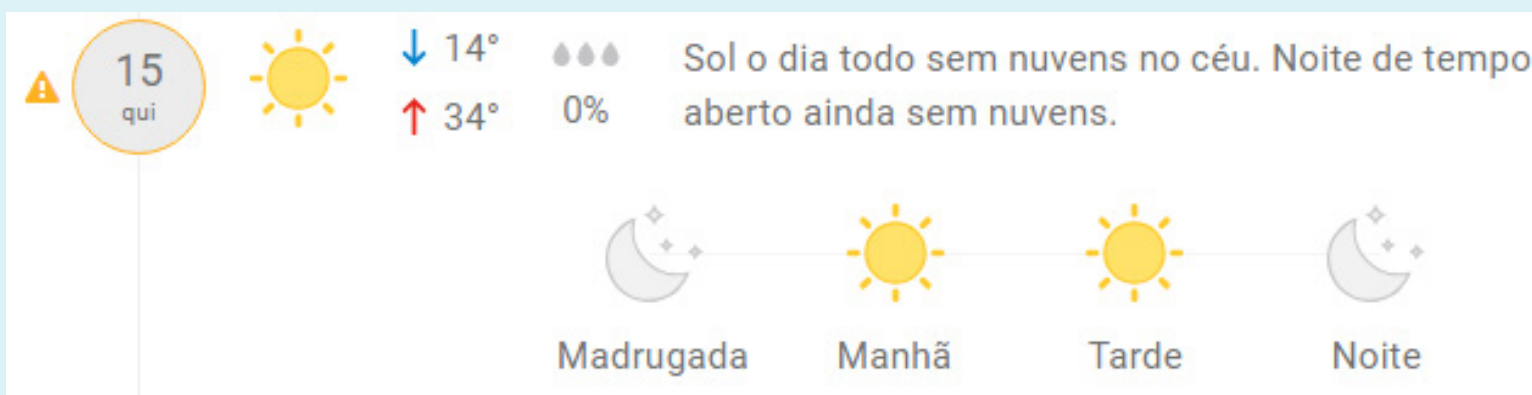 15
qui
↓ 14°
↑ 34°
0%
Sol o dia todo sem nuvens no céu. Noite de tempo
aberto ainda sem nuvens.
Madrugada
Manhã
Tarde
Noite